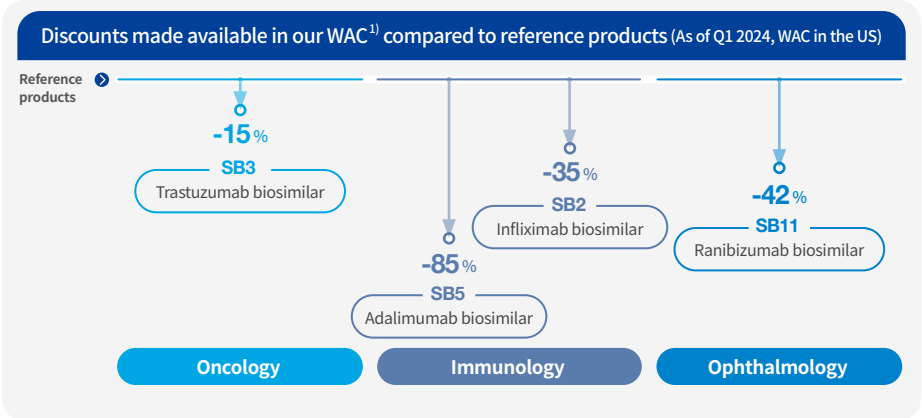 Discounts made available in our WAC1) compared to reference products (As of Q1 2024, WAC in the US)
Reference
products
-15 %
SB3
Trastuzumab biosimilar
-85 %
SB5
Adalimumab biosimilar
-35 %
SB2
Infliximab biosimilar
-42 %
SB11
Ranibizumab biosimilar
Oncology
Immunology
Ophthalmology